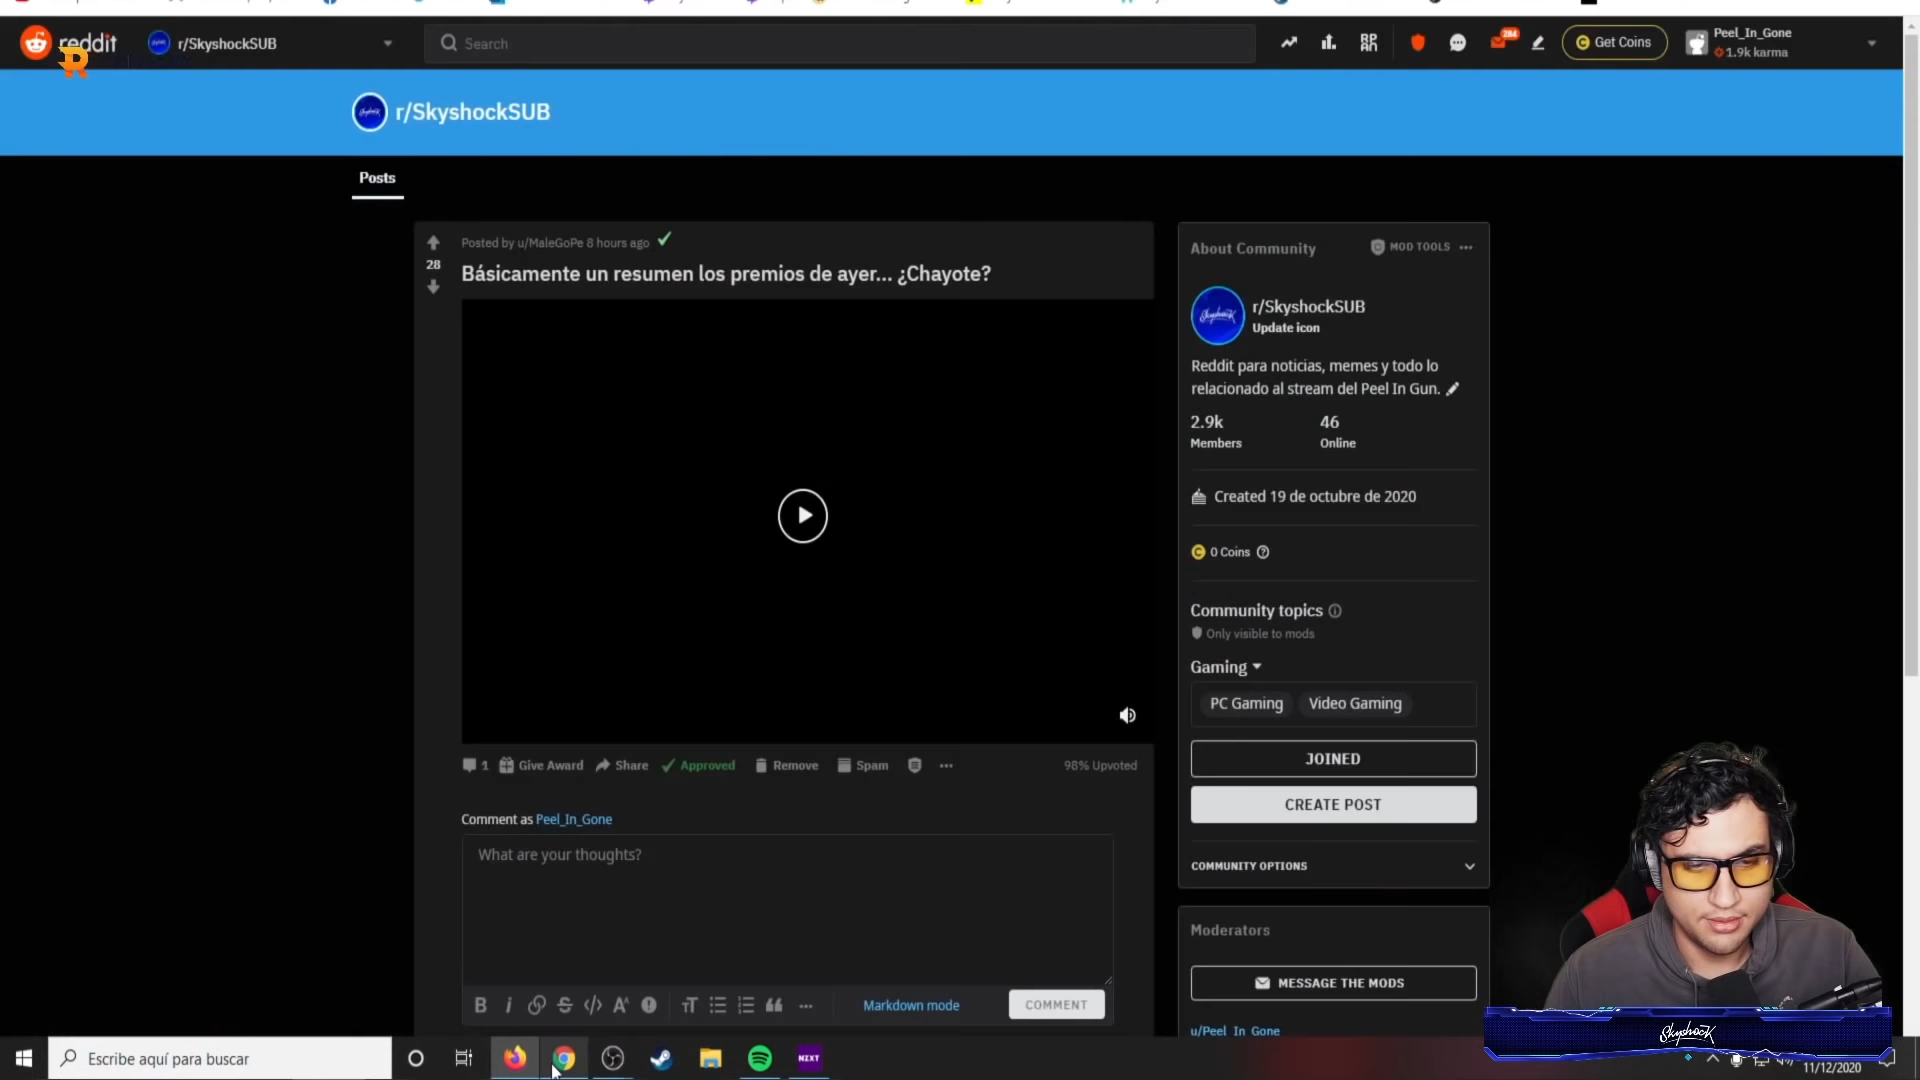 reddit
r/SkyshockSUB
Search
284
Get Coins
Peel_In_Gone
1.9k karma
r/SkyshockSUB
Posts
28
Posted by u/MaleGoPe 8 hours ago
Básicamente un resumen los premios de ayer... ¿Chayote?
1
Give Award
Share
Approved
Remove
Spam
98% Upvoted
Comment as Peel_In_Gone
What are your thoughts?
Markdown mode
COMMENT
About Community
MOD TOOLS
Skyshock
r/SkyshockSUB
Update icon
Reddit para noticias, memes y todo lo
relacionado al stream del Peel In Gun.
2.9k
46
Members
Online
Created 19 de octubre de 2020
0 Coins
Community topics
Only visible to mods
Gaming
PC Gaming
Video Gaming
JOINED
CREATE POST
COMMUNITY OPTIONS
Moderators
MESSAGE THE MODS
u/Peel_In_Gone
Skyshock
Escribe aquí para buscar
NIXT
11/12/2020